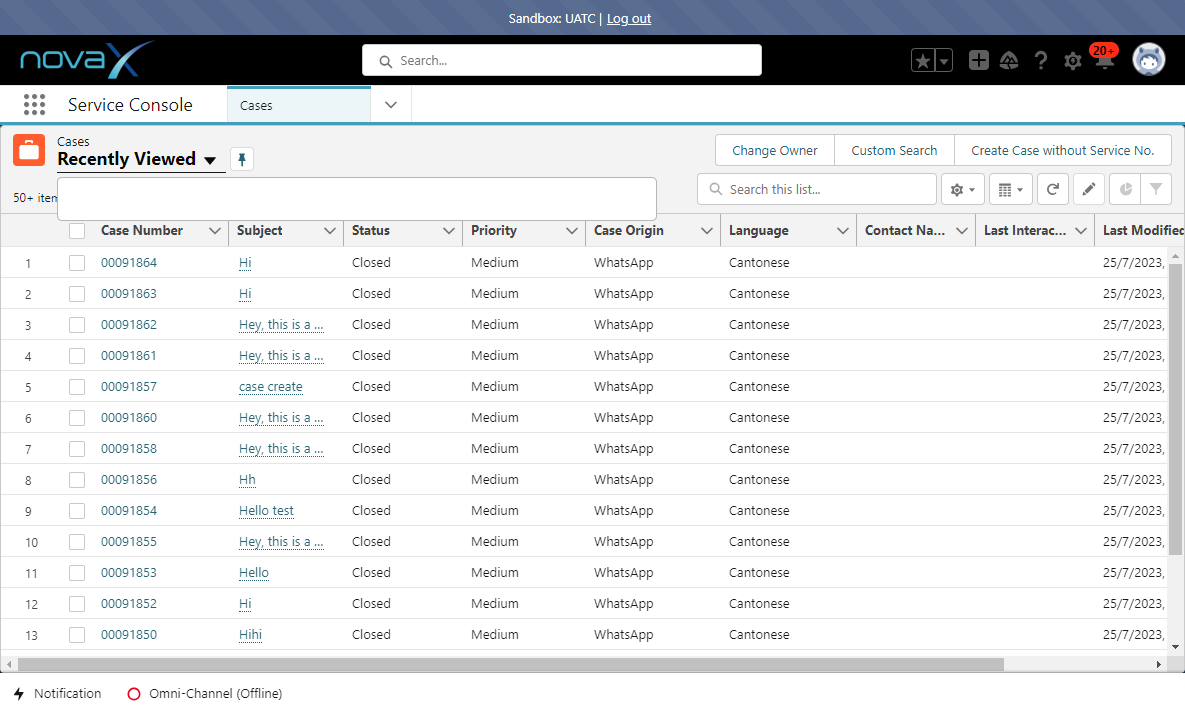 Sandbox: UATC | Log out
novaX
Search...
20+
Service Console
Cases
Cases
Recently Viewed
Change Owner
Custom Search
Create Case without Service No.
50+ item
Search this list...
Case Number Subject Status Priority Case Origin Language Contact Na... Last Interac... Last Modified
1 00091864 Hi Closed Medium WhatsApp Cantonese 25/7/2023,
2 00091863 Hi Closed Medium WhatsApp Cantonese 25/7/2023,
3 00091862 Hey, this is a ... Closed Medium WhatsApp Cantonese 25/7/2023,
4 00091861 Hey, this is a ... Closed Medium WhatsApp Cantonese 25/7/2023,
5 00091857 case create Closed Medium WhatsApp Cantonese 25/7/2023,
6 00091860 Hey, this is a ... Closed Medium WhatsApp Cantonese 25/7/2023,
7 00091858 Hey, this is a ... Closed Medium WhatsApp Cantonese 25/7/2023,
8 00091856 Hh Closed Medium WhatsApp Cantonese 25/7/2023,
9 00091854 Hello test Closed Medium WhatsApp Cantonese 25/7/2023,
10 00091855 Hey, this is a ... Closed Medium WhatsApp Cantonese 25/7/2023,
11 00091853 Hello Closed Medium WhatsApp Cantonese 25/7/2023,
12 00091852 Hi Closed Medium WhatsApp Cantonese 25/7/2023,
13 00091850 Hihi Closed Medium WhatsApp Cantonese 25/7/2023,
Notification
Omni-Channel (Offline)